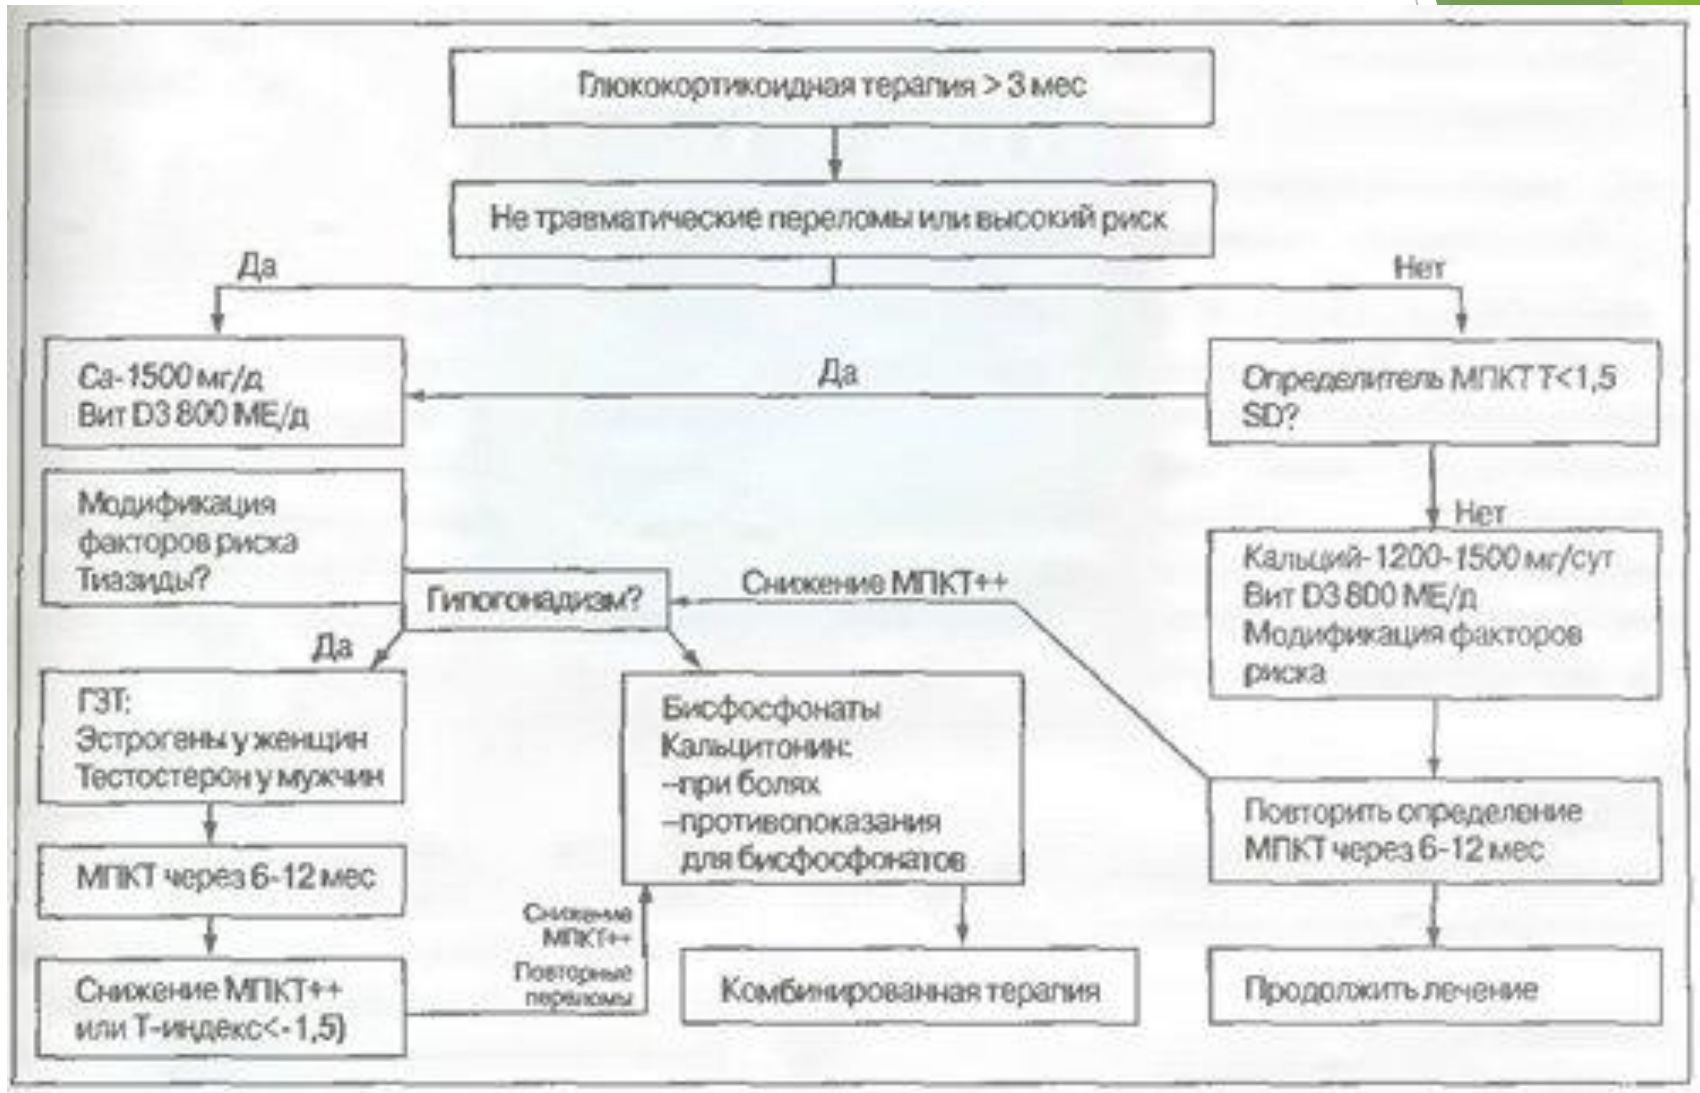 Глюкокортикоидная терапия > 3 мес
Не травматические переломы или высокий риск
Да
Нет
Са-1500 мг/д
Вит D3 800 МЕ/д
Да
Определитель МПКТ Т<1,5
SD?
Модификация
факторов риска
Тиазиды?
Гипогонадизм?
Снижение МПКТ++
Нет
Кальций-1200-1500 мг/сут
Вит D3 800 МЕ/д
Модификация факторов
риска
Да
ГЗТ:
Эстрогены у женщин
Тестостерон у мужчин
Бисфосфонаты
Кальцитонин:
–при болях
–противопоказания
для бисфосфонатов
Повторить определение
МПКТ через 6-12 мес
МПКТ через 6-12 мес
Снижение
МПКТ++
Повторные
переломы
Снижение МПКТ++
или Т-индекс<-1,5)
Комбинированная терапия
Продолжить лечение